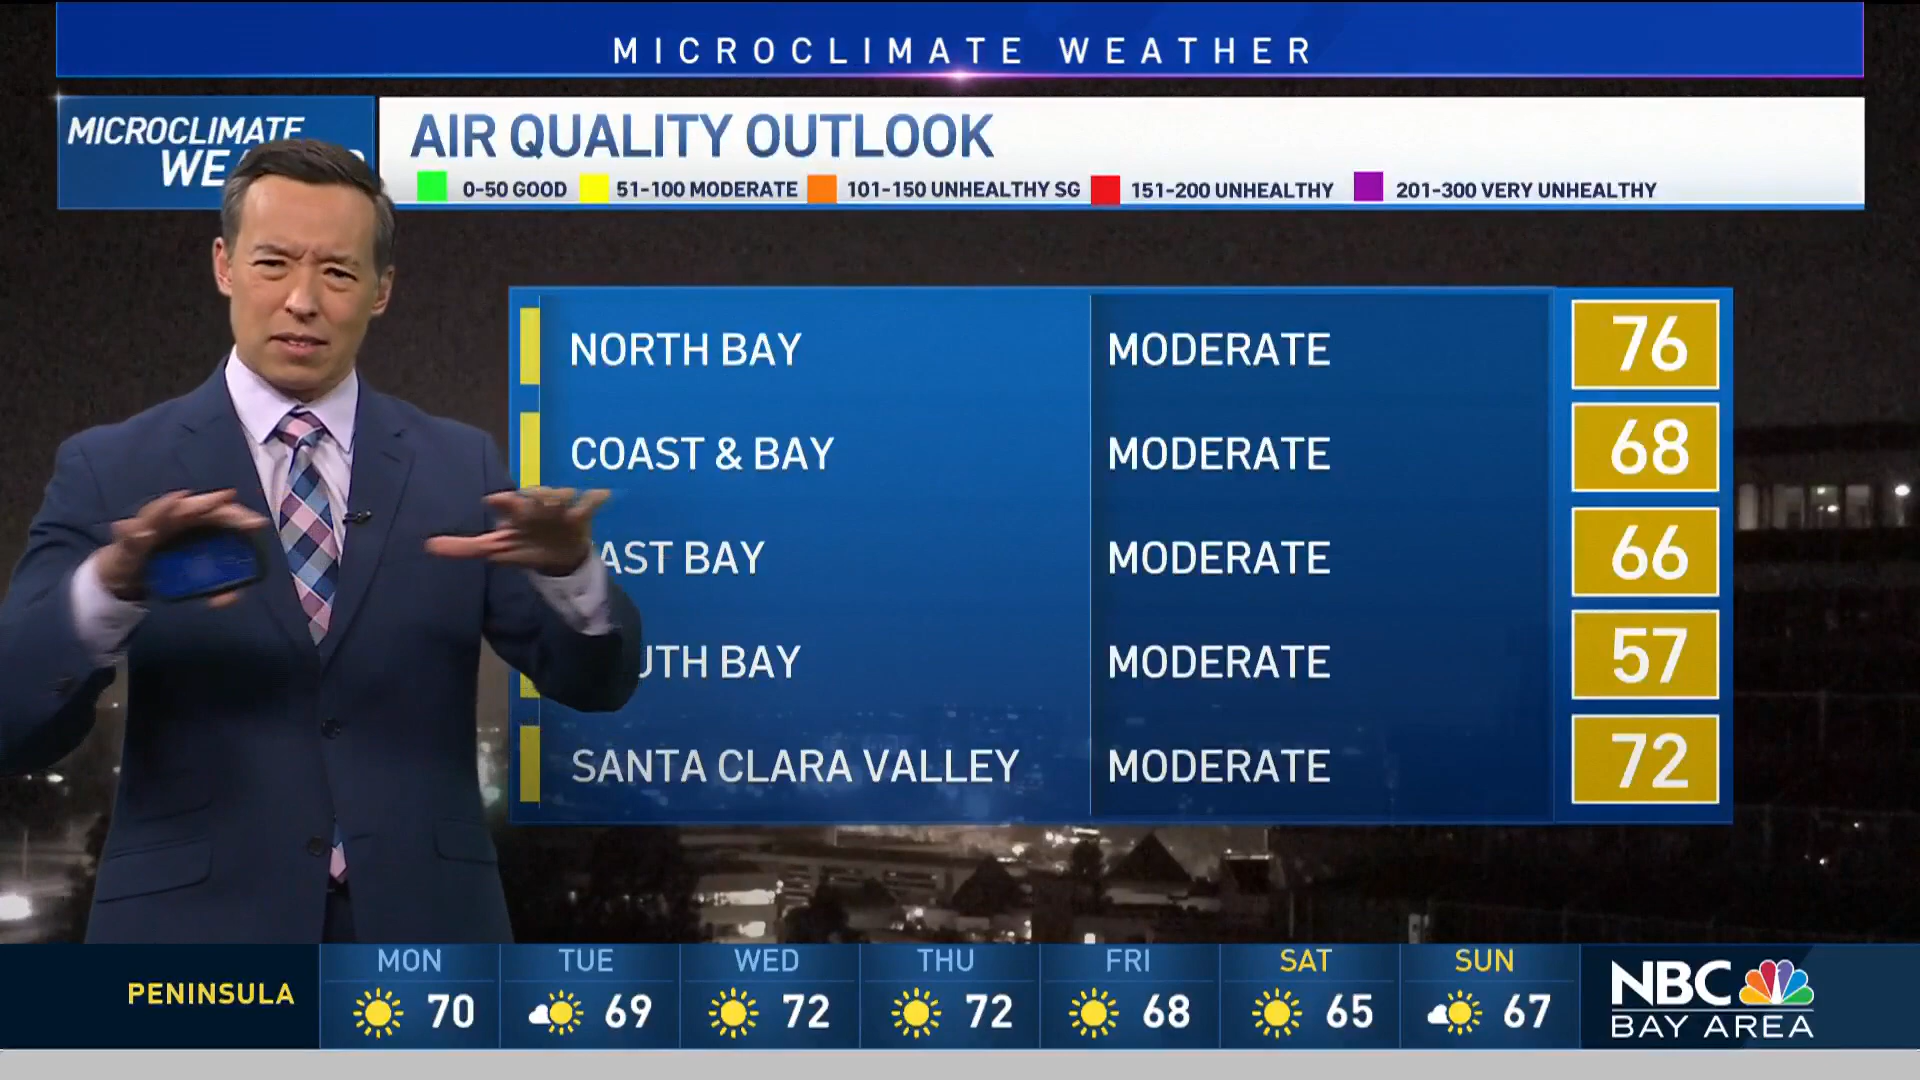 MICROCLIMATE WEATHER
MICROCLIMATE
AIR QUALITY OUTLOOK
0-50 GOOD 51-100 MODERATE 101-150 UNHEALTHY SG 151-200 UNHEALTHY 201-300 VERY UNHEALTHY
NORTH BAY MODERATE 76
COAST & BAY MODERATE 68
BAY MODERATE 66
BAY MODERATE 57
SANTA CLARA VALLEY MODERATE 72
PENINSULA
MON TUE WED THU FRI SAT SUN
70 69 72 72 68 65 67
NBC
BAY AREA